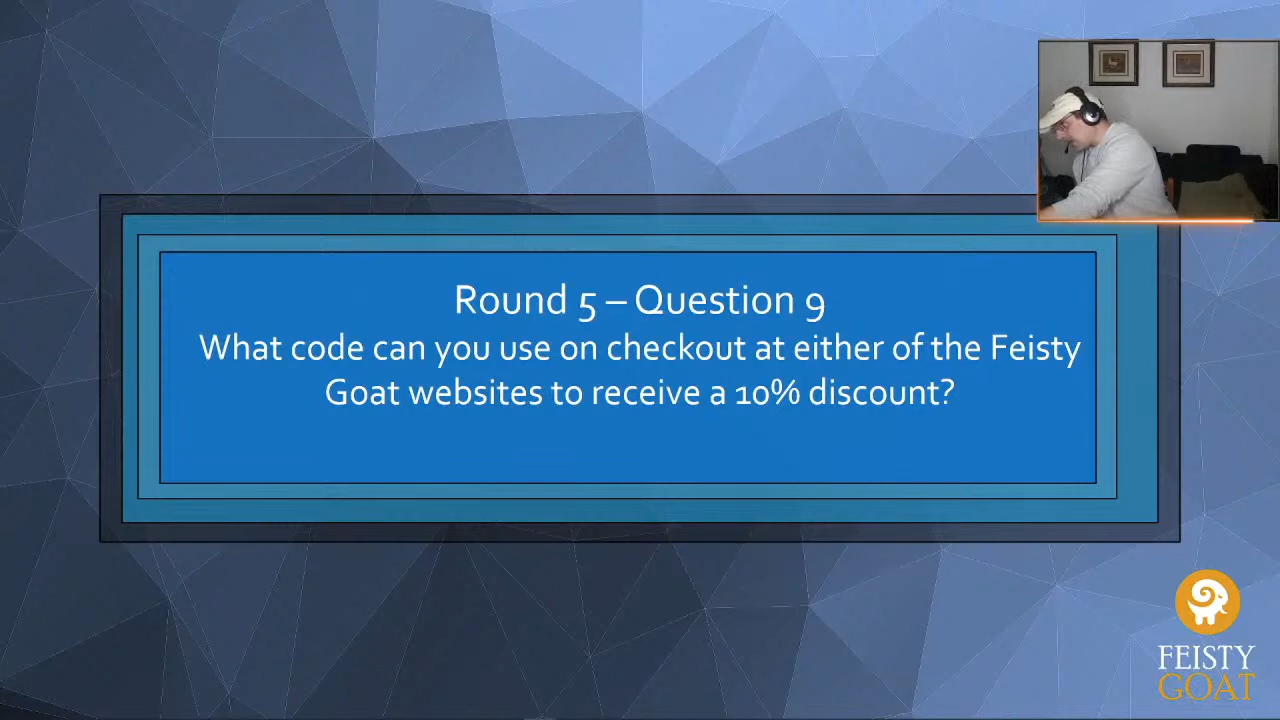 Round 5 – Question 9
What code can you use on checkout at either of the Feisty
Goat websites to receive a 10% discount?
FEISTY
GOAT